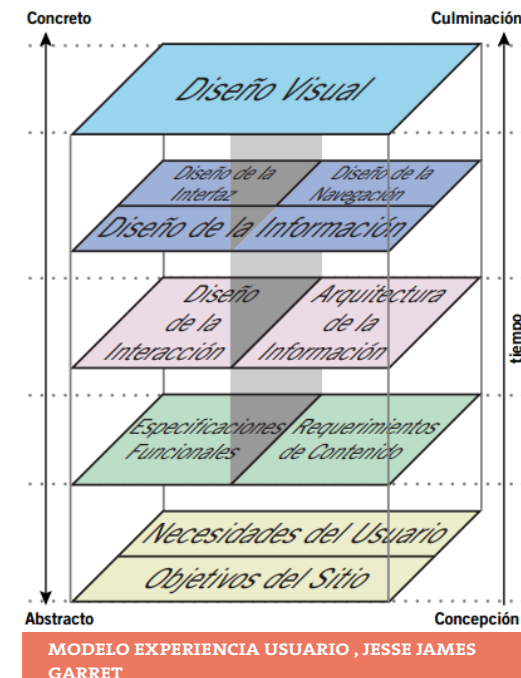 Concreto
Culminación
Diseño Visual
Diseño de la
Interfaz
Diseño de la
Navegación
Diseño de la Información
Diseño
de la
Interacción
Arquitectura
de la
Información
tiempo
Especificaciones
Funcionales
Requerimientos
de Contenido
Necesidades del Usuario
Objetivos del Sitio
Abstracto
Concepción
MODELO EXPERIENCIA USUARIO , JESSE JAMES
GARRET